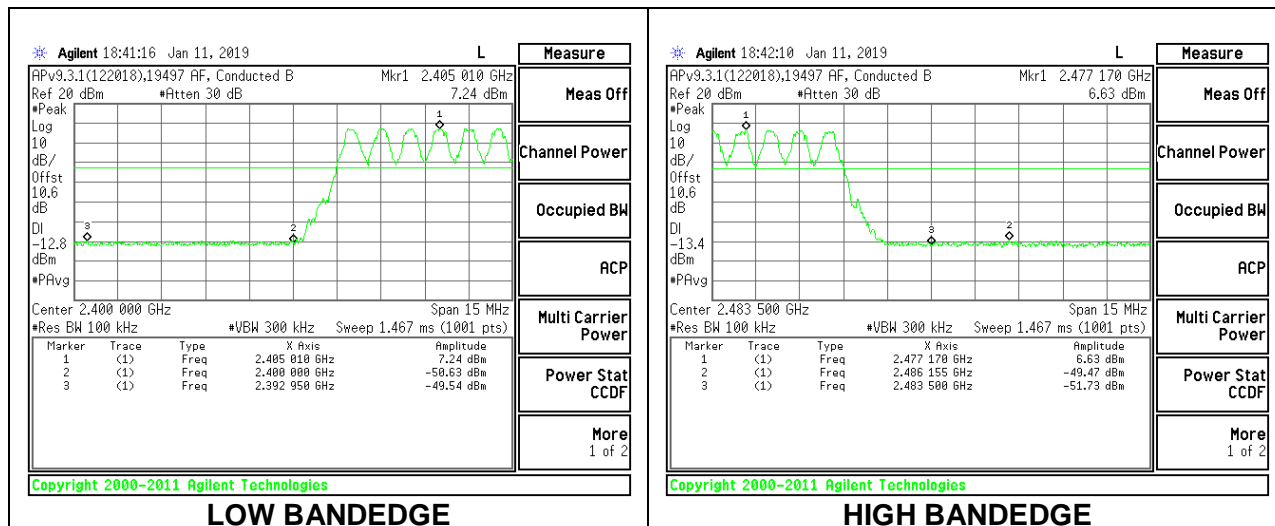 Agilent 18:41:16 Jan 11, 2019 L
APv9.3.1(122018),19497 AF, Conducted B Mkr1 2.405 010 GHz
Ref 20 dBm #Atten 30 dB 7.24 dBm
#Peak
Log
10
dB/
Offst
10.6
dB
DI
-12.8
dBm
#PAvg
1
2
3
Center 2.400 000 GHz Span 15 MHz
#Res BW 100 kHz #VBW 300 kHz Sweep 1.467 ms (1001 pts)
Marker Trace Type X Axis Amplitude
1 (1) Freq 2.405 010 GHz 7.24 dBm
2 (1) Freq 2.400 000 GHz -50.63 dBm
3 (1) Freq 2.392 950 GHz -49.54 dBm
Measure
Meas Off
Channel Power
Occupied BW
ACP
Multi Carrier
Power
Power Stat
CCDF
More
1 of 2
Copyright 2000-2011 Agilent Technologies
LOW BANDEDGE
Agilent 18:42:10 Jan 11, 2019 L
APv9.3.1(122018),19497 AF, Conducted B Mkr1 2.477 170 GHz
Ref 20 dBm #Atten 30 dB 6.63 dBm
#Peak
Log
10
dB/
Offst
10.6
dB
DI
-13.4
dBm
#PAvg
1
3
2
Center 2.483 500 GHz Span 15 MHz
#Res BW 100 kHz #VBW 300 kHz Sweep 1.467 ms (1001 pts)
Marker Trace Type X Axis Amplitude
1 (1) Freq 2.477 170 GHz 6.63 dBm
2 (1) Freq 2.486 155 GHz -49.47 dBm
3 (1) Freq 2.483 500 GHz -51.73 dBm
Measure
Meas Off
Channel Power
Occupied BW
ACP
Multi Carrier
Power
Power Stat
CCDF
More
1 of 2
Copyright 2000-2011 Agilent Technologies
HIGH BANDEDGE